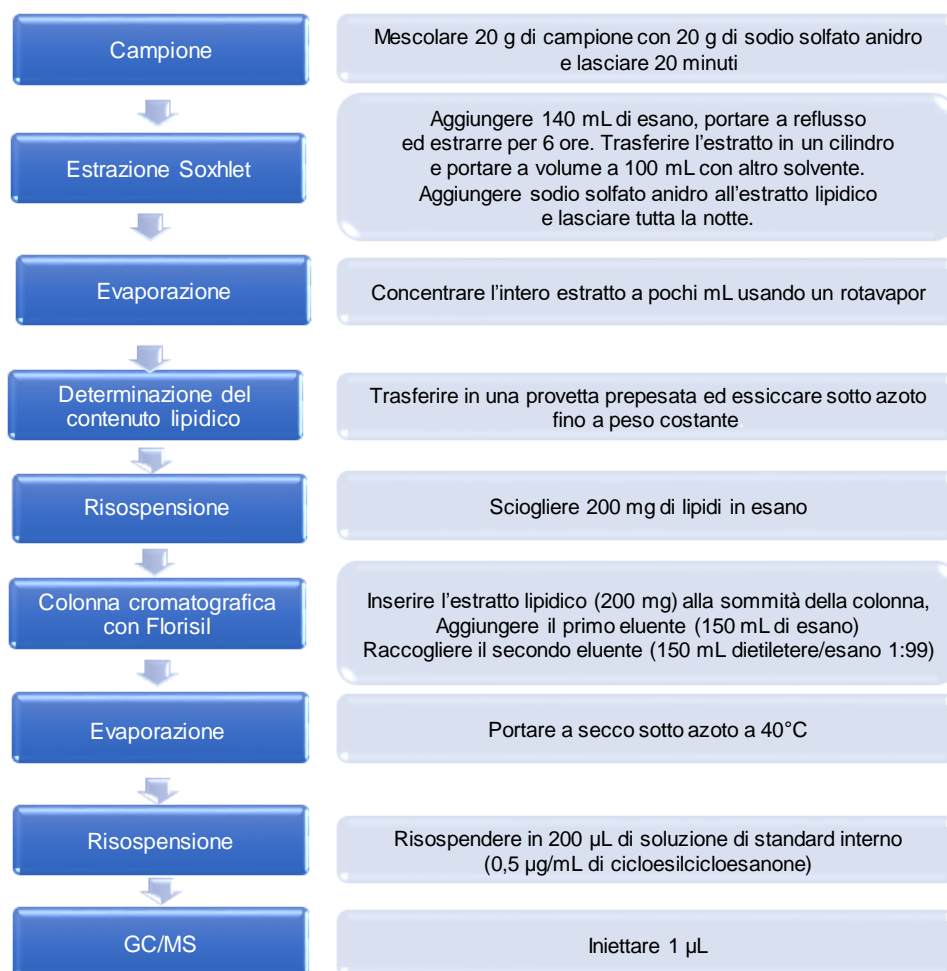 Campione
Mescolare 20 g di campione con 20 g di sodio solfato anidro
e lasciare 20 minuti
Estrazione Soxhlet
Aggiungere 140 mL di esano, portare a reflusso
ed estrarre per 6 ore. Trasferire l'estratto in un cilindro
e portare a volume a 100 mL con altro solvente.
Aggiungere sodio solfato anidro all'estratto lipidico
e lasciare tutta la notte.
Evaporazione
Concentrare l'intero estratto a pochi mL usando un rotavapor
Determinazione del
contenuto lipidico
Trasferire in una provetta prepesata ed essiccare sotto azoto
fino a peso costante
Risospensione
Sciogliere 200 mg di lipidi in esano
Colonna cromatografica
con Florisil
Inserire l'estratto lipidico (200 mg) alla sommità della colonna,
Aggiungere il primo eluente (150 mL di esano)
Raccogliere il secondo eluente (150 mL dietiletere/esano 1:99)
Evaporazione
Portare a secco sotto azoto a 40°C
Risospensione
Risospendere in 200 µL di soluzione di standard interno
(0,5 µg/mL di cicloesilcicloesanone)
GC/MS
Iniettare 1 µL